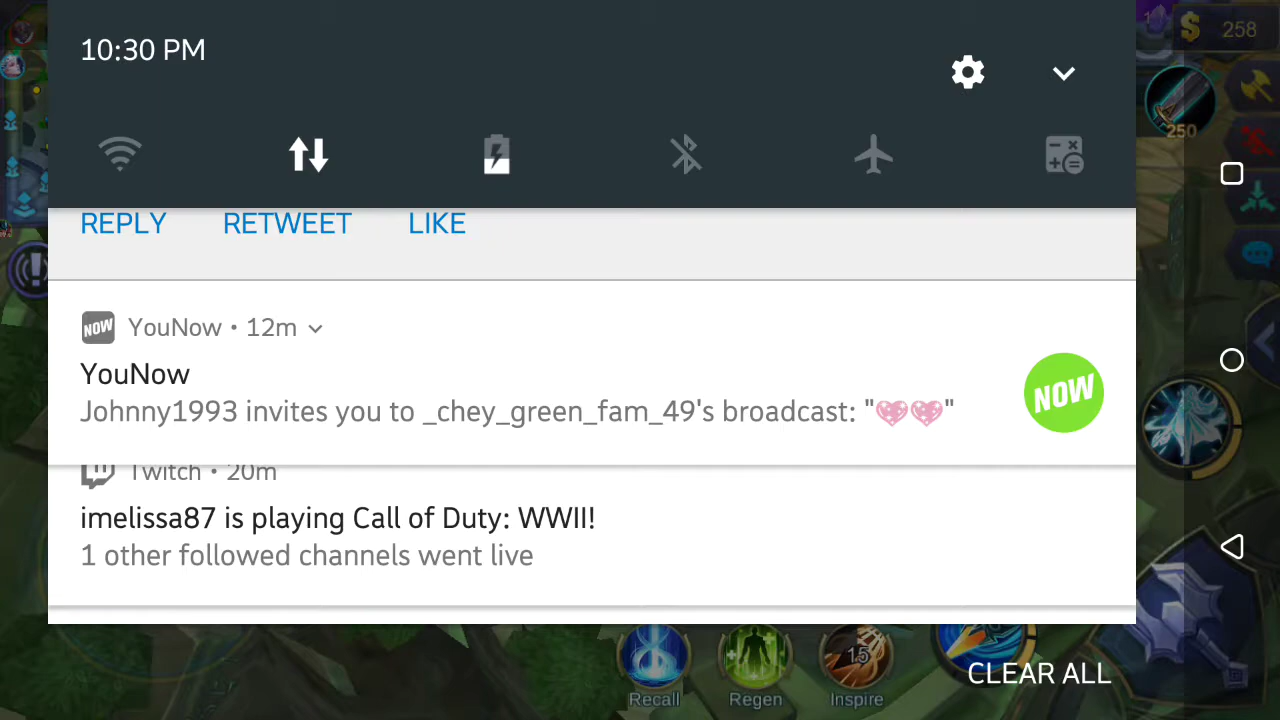 10:30 PM
258
250
REPLY RETWEET LIKE
NOW YouNow • 12m
YouNow
Johnny1993 invites you to _chey_green_fam_49's broadcast: "💖💖"
NOW
Twitch • 20m
imelissa87 is playing Call of Duty: WWII!
1 other followed channels went live
15
Recall Regen Inspire
CLEAR ALL